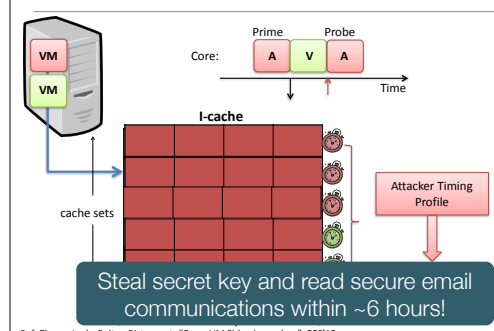 Prime
Probe
VM
VM
Core:
A
V
A
Time
I-cache
cache sets
Attacker Timing
Profile
Steal secret key and read secure email
communications within ~6 hours!